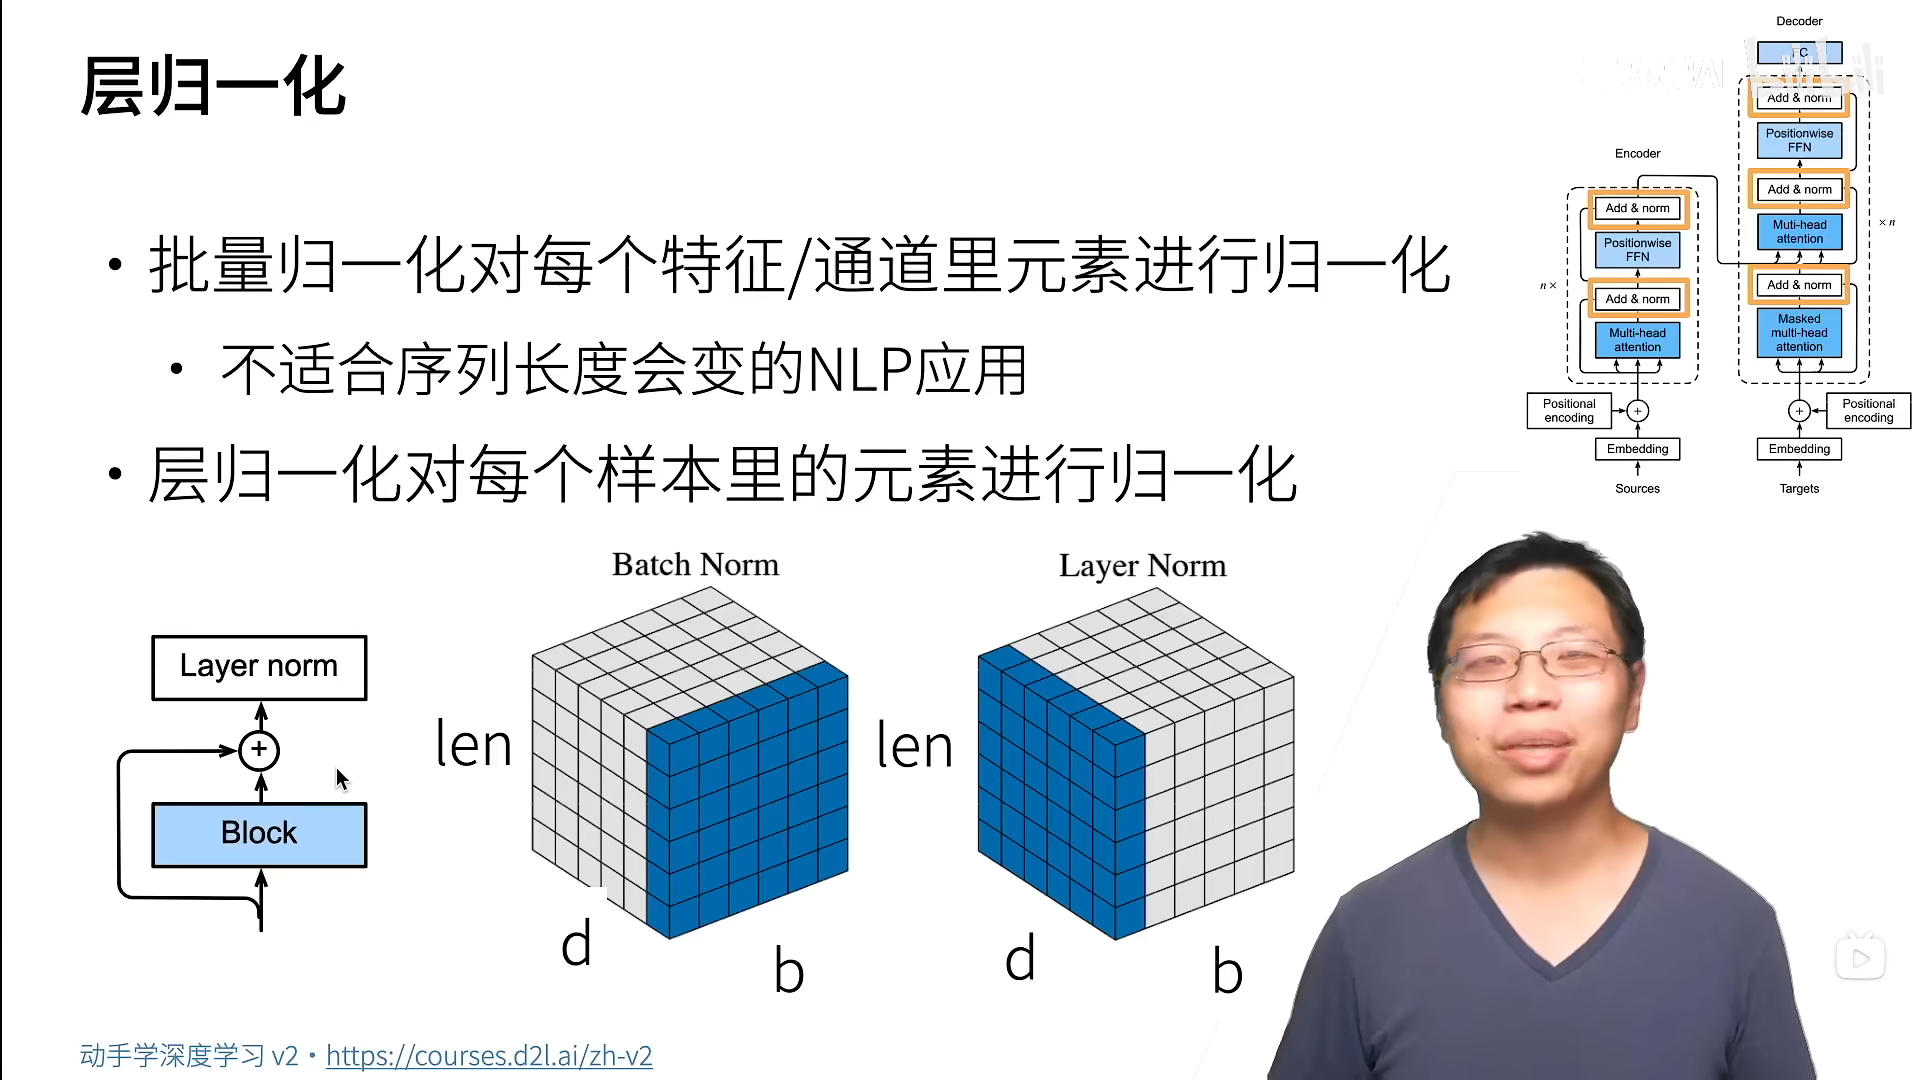 层归一化
• 批量归一化对每个特征/通道里元素进行归一化
• 不适合序列长度会变的NLP应用
• 层归一化对每个样本里的元素进行归一化
Layer norm
+
Block
Batch Norm
len
d
b
Layer Norm
len
d
b
Encoder
Add & norm
Positionwise
FFN
Add & norm
n×
Multi-head
attention
Positional
encoding
+
Embedding
Sources
Decoder
FC
Add & norm
Positionwise
FFN
Add & norm
× n
Muti-head
attention
Add & norm
Masked
multi-head
attention
+
Positional
encoding
Embedding
Targets
动手学深度学习 v2 • https://courses.d2l.ai/zh-v2